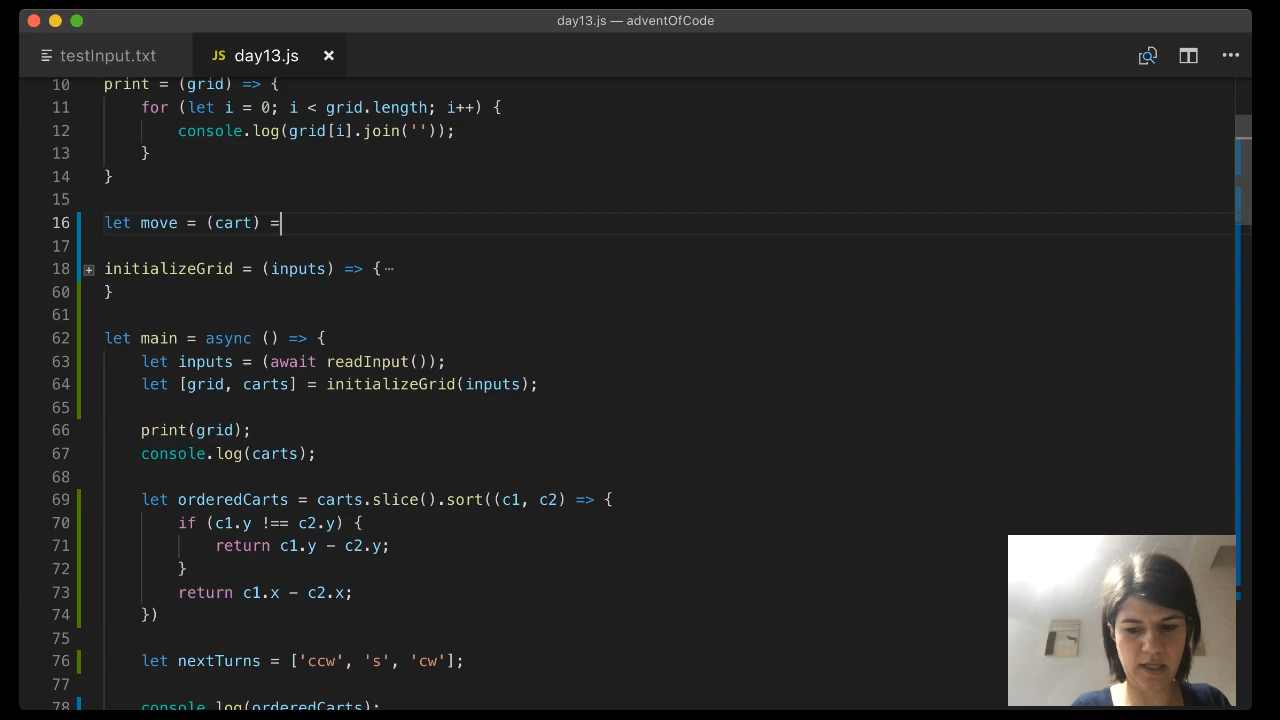 day13.js — adventOfCode
testInput.txt
JS day13.js ×
10 print = (grid) => {
11 for (let i = 0; i < grid.length; i++) {
12 console.log(grid[i].join(''));
13 }
14 }
15
16 let move = (cart) =
17
18 initializeGrid = (inputs) => {⋯
60 }
61
62 let main = async () => {
63 let inputs = (await readInput());
64 let [grid, carts] = initializeGrid(inputs);
65
66 print(grid);
67 console.log(carts);
68
69 let orderedCarts = carts.slice().sort((c1, c2) => {
70 if (c1.y !== c2.y) {
71 return c1.y - c2.y;
72 }
73 return c1.x - c2.x;
74 })
75
76 let nextTurns = ['ccw', 's', 'cw'];
77
78 console.log(orderedCarts);